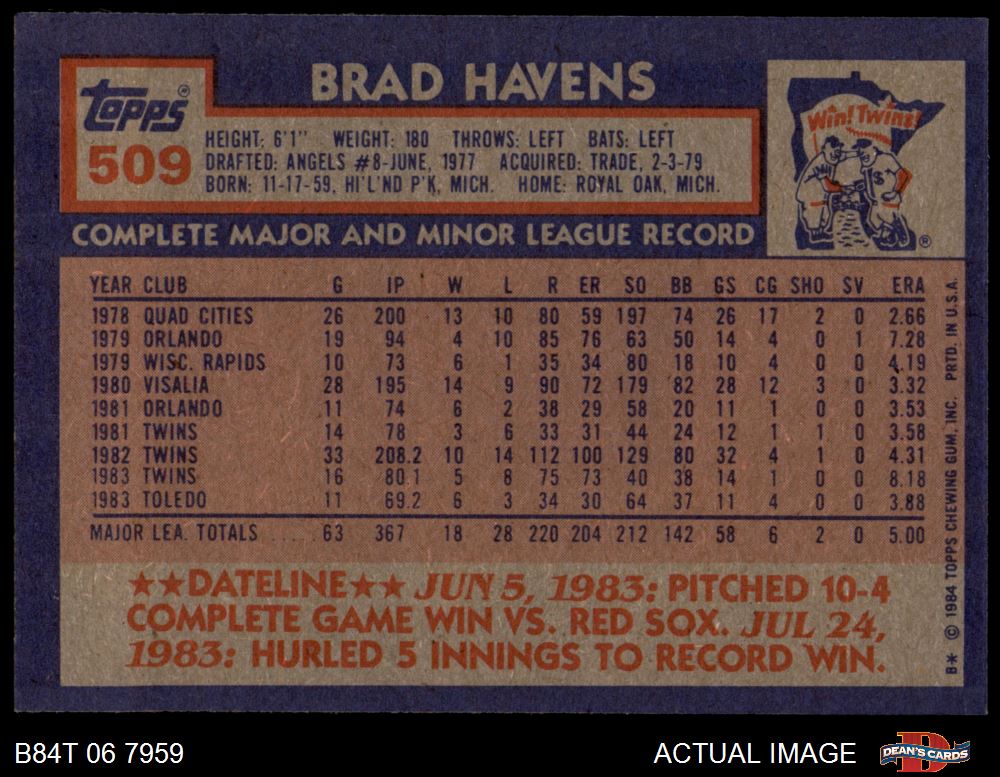 BRAD HAVENS
Topps®
509
HEIGHT: 6'1" WEIGHT: 180 THROWS: LEFT BATS: LEFT
DRAFTED: ANGELS #8-JUNE, 1977 ACQUIRED: TRADE, 2-3-79
BORN: 11-17-59, HI'L'ND P'K, MICH. HOME: ROYAL OAK, MICH.
Win! Twins!
$
®
COMPLETE MAJOR AND MINOR LEAGUE RECORD
YEAR CLUB G IP W L R ER SO BB GS CG SHO SV ERA
1978 QUAD CITIES 26 200 13 10 80 59 197 74 26 17 2 0 2.66
1979 ORLANDO 19 94 4 10 85 76 63 50 14 4 0 1 7.28
1979 WISC. RAPIDS 10 73 6 1 35 34 80 18 10 4 0 0 4.19
1980 VISALIA 28 195 14 9 90 72 179 82 28 12 3 0 3.32
1981 ORLANDO 11 74 6 2 38 29 58 20 11 1 0 0 3.53
1981 TWINS 14 78 3 6 33 31 44 24 12 1 1 0 3.58
1982 TWINS 33 208.2 10 14 112 100 129 80 32 4 1 0 4.31
1983 TWINS 16 80.1 5 8 75 73 40 38 14 1 0 0 8.18
1983 TOLEDO 11 69.2 6 3 34 30 64 37 11 4 0 0 3.88
MAJOR LEA. TOTALS .... 63 367 18 28 220 204 212 142 58 6 2 0 5.00
★★DATELINE★★ JUN 5, 1983: PITCHED 10-4
COMPLETE GAME WIN VS. RED SOX. JUL 24,
1983: HURLED 5 INNINGS TO RECORD WIN.
B* © 1984 TOPPS CHEWING GUM, INC. PRTD. IN U.S.A.
B84T 06 7959
ACTUAL IMAGE
DEAN'S CARDS